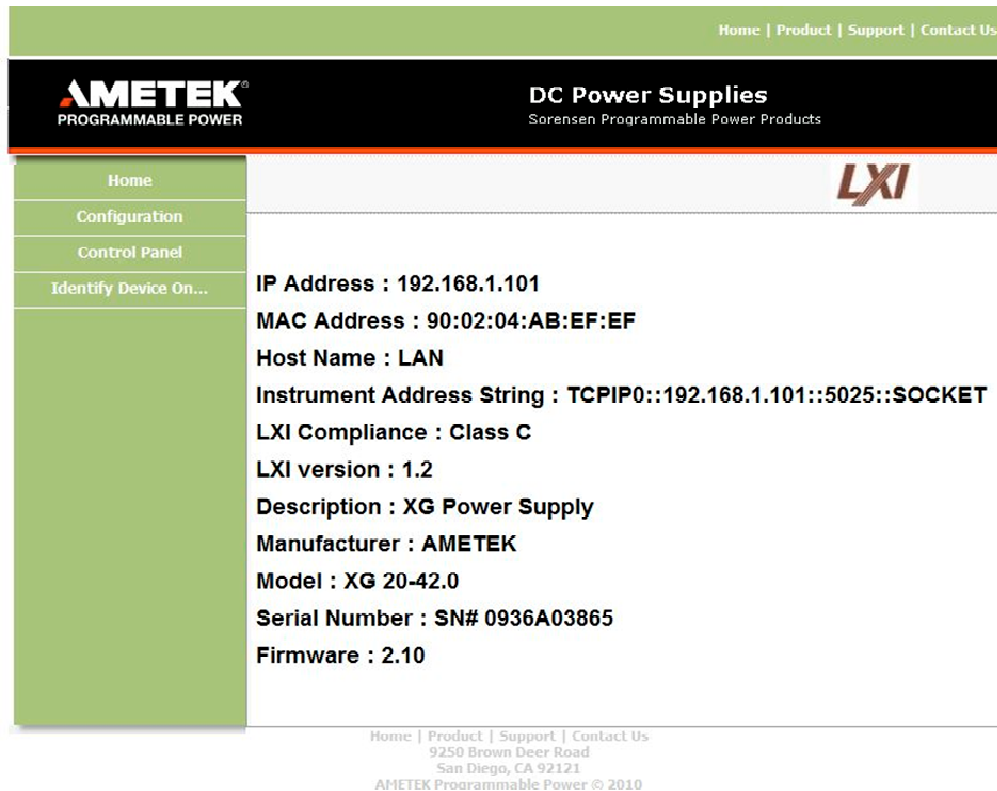 Home | Product | Support | Contact Us
AMETEK®
PROGRAMMABLE POWER
DC Power Supplies
Sorensen Programmable Power Products
LXI
Home
Configuration
Control Panel
Identify Device On...
IP Address : 192.168.1.101
MAC Address : 90:02:04:AB:EF:EF
Host Name : LAN
Instrument Address String : TCPIP0::192.168.1.101::5025::SOCKET
LXI Compliance : Class C
LXI version : 1.2
Description : XG Power Supply
Manufacturer : AMETEK
Model : XG 20-42.0
Serial Number : SN# 0936A03865
Firmware : 2.10
Home | Product | Support | Contact Us
9250 Brown Deer Road
San Diego, CA 92121
AMETEK Programmable Power © 2010